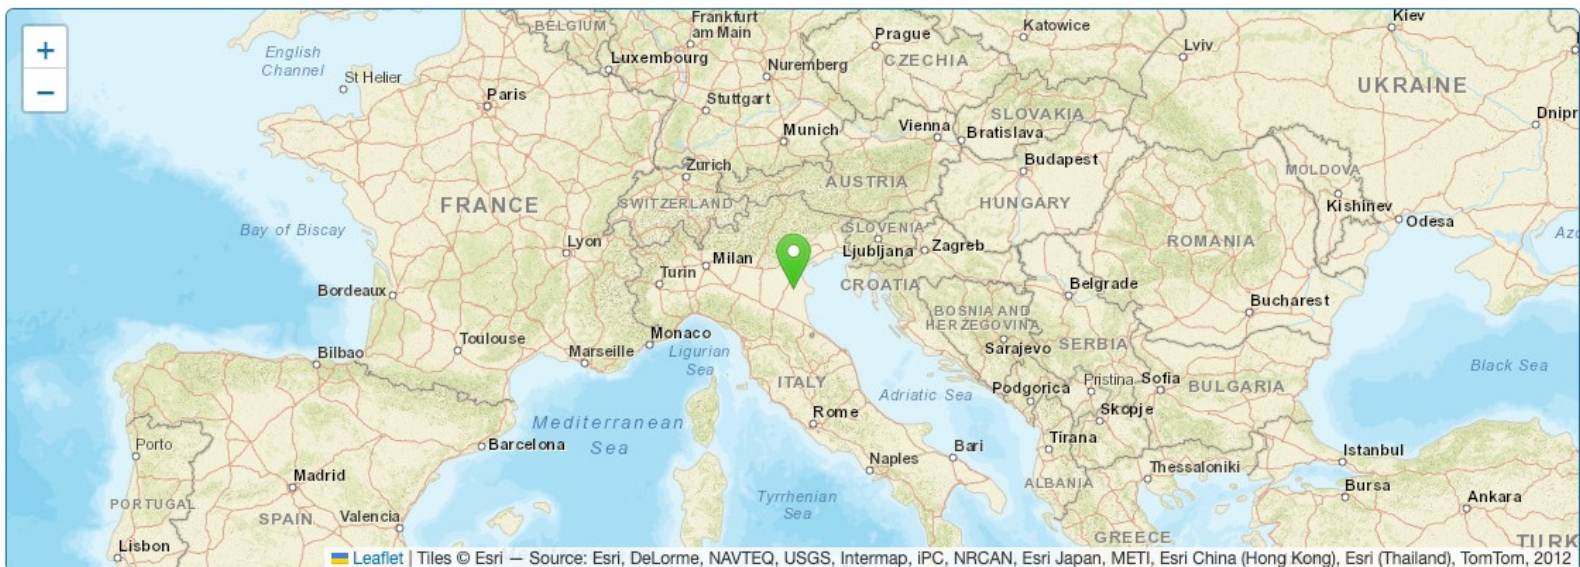 +
−
English
Channel
St Helier
BELGIUM
Luxembourg
Frankfurt
am Main
Nuremberg
Prague
CZECHIA
Katowice
Lviv
Kiev
UKRAINE
Dnipr
Paris
Stuttgart
Munich
Vienna
Bratislava
SLOVAKIA
Budapest
MOLDOVA
Kishinev
Odesa
Azo
Zurich
SWITZERLAND
AUSTRIA
HUNGARY
ROMANIA
FRANCE
Bay of Biscay
Lyon
Milan
Turin
SLOVENIA
Ljubljana
Zagreb
CROATIA
Belgrade
Bucharest
Bordeaux
BOSNIA AND
HERZEGOVINA
Sarajevo
SERBIA
Toulouse
Marseille
Monaco
Ligurian
Sea
Bilbao
ITALY
Adriatic Sea
Podgorica
Pristina
Sofia
BULGARIA
Black Sea
Skopje
Mediterranean
Sea
Rome
Porto
Barcelona
Bari
Tirana
Istanbul
Naples
Thessaloniki
Madrid
ALBANIA
Bursa
Ankara
PORTUGAL
SPAIN
Valencia
Tyrrhenian
Sea
GREECE
TURK
Lisbon
Leaflet | Tiles © Esri — Source: Esri, DeLorme, NAVTEQ, USGS, Intermap, iPC, NRCAN, Esri Japan, METI, Esri China (Hong Kong), Esri (Thailand), TomTom, 2012